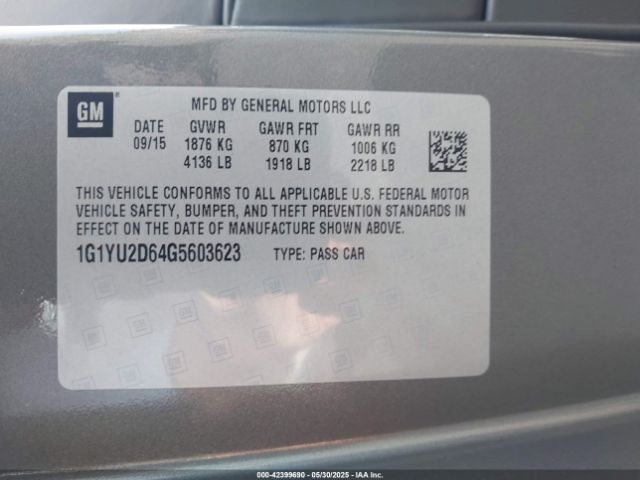 GM
MFD BY GENERAL MOTORS LLC
DATE GVWR GAWR FRT GAWR RR
09/15 1876 KG 870 KG 1006 KG
4136 LB 1918 LB 2218 LB
THIS VEHICLE CONFORMS TO ALL APPLICABLE U.S. FEDERAL MOTOR
VEHICLE SAFETY, BUMPER, AND THEFT PREVENTION STANDARDS IN
EFFECT ON THE DATE OF MANUFACTURE SHOWN ABOVE.
1G1YU2D64G5603623 TYPE: PASS CAR
000-42399690 - 05/30/2025 - IAA Inc.